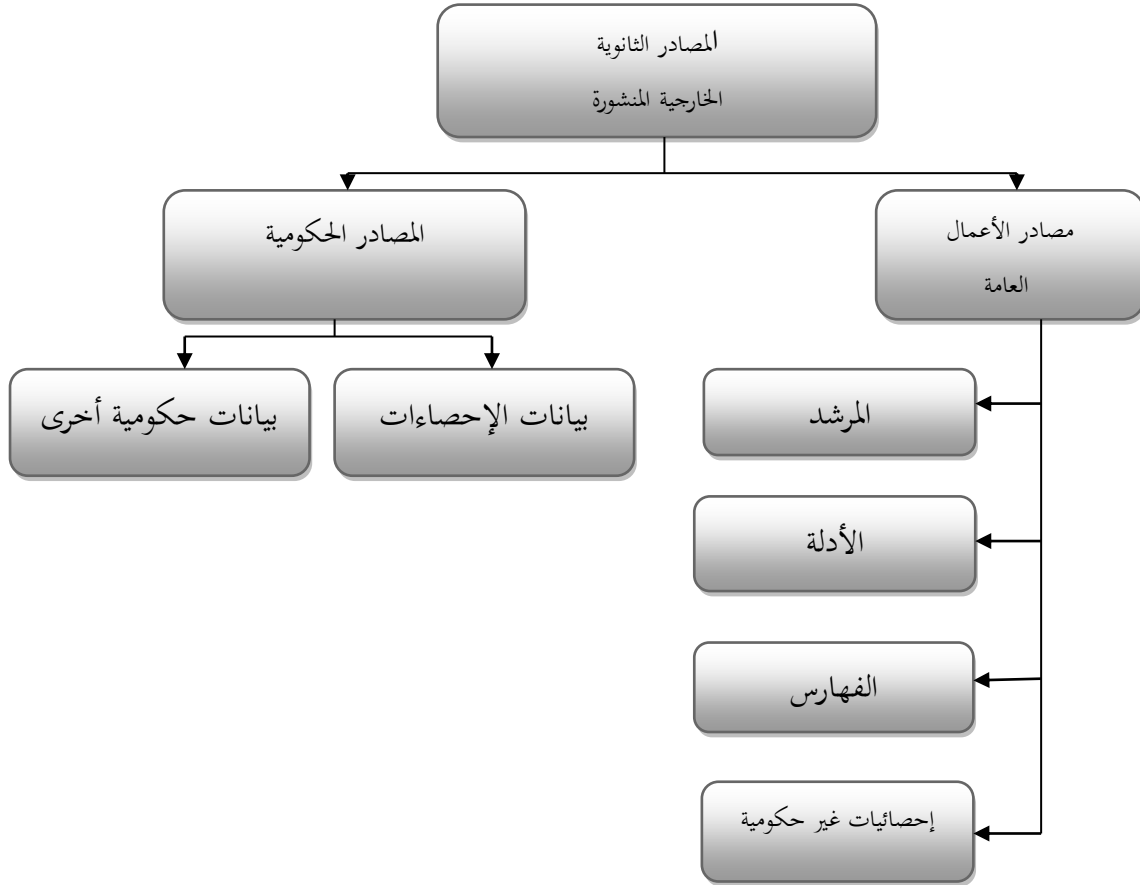 المصادر الثانوية
الخارجية المنشورة
مصادر الأعمال
العامة
المصادر الحكومية
المرشد
الأدلة
الفهارس
إحصائيات غير حكومية
بيانات الإحصاءات
بيانات حكومية أخرى